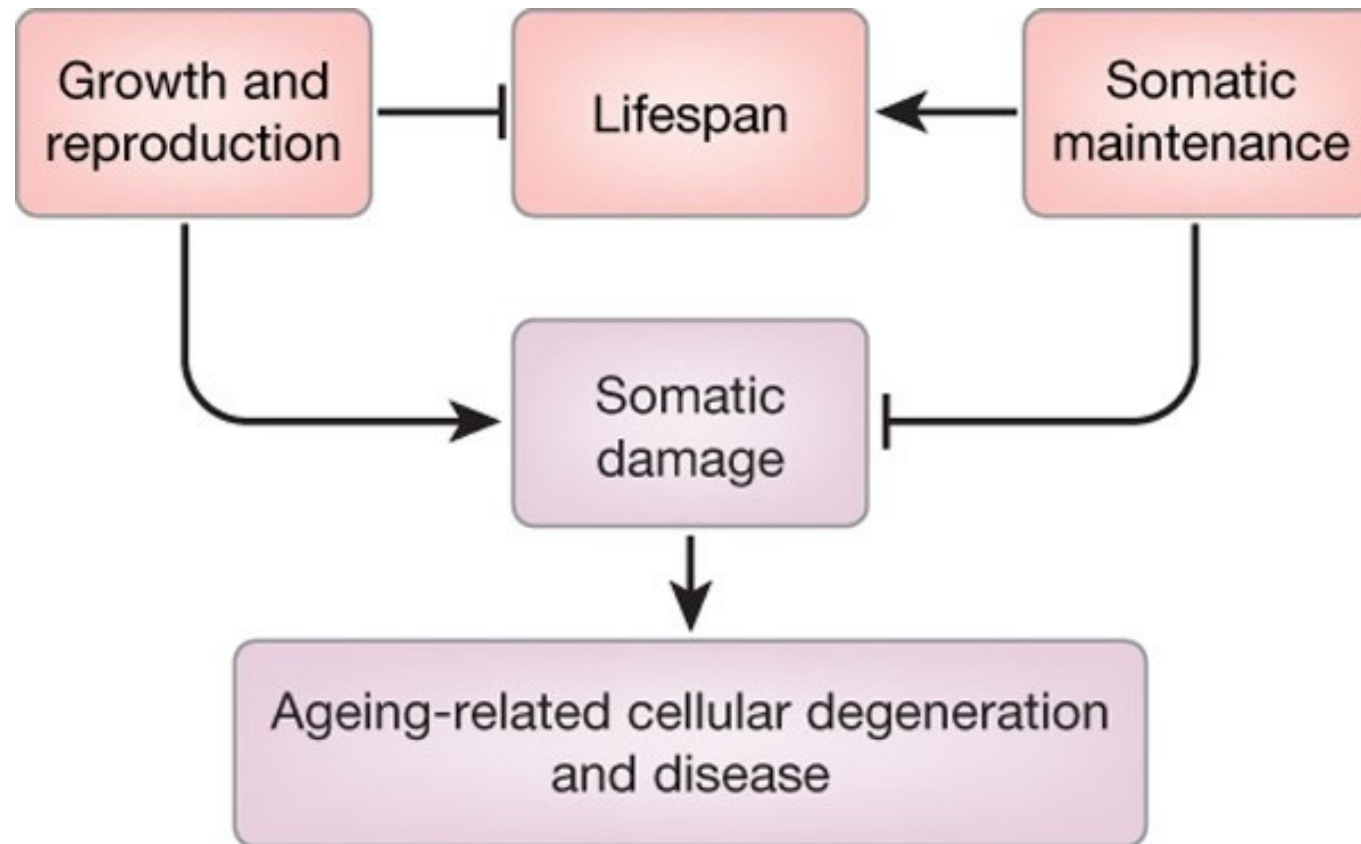 Growth and
reproduction
Lifespan
Somatic
maintenance
Somatic
damage
Ageing-related cellular degeneration
and disease